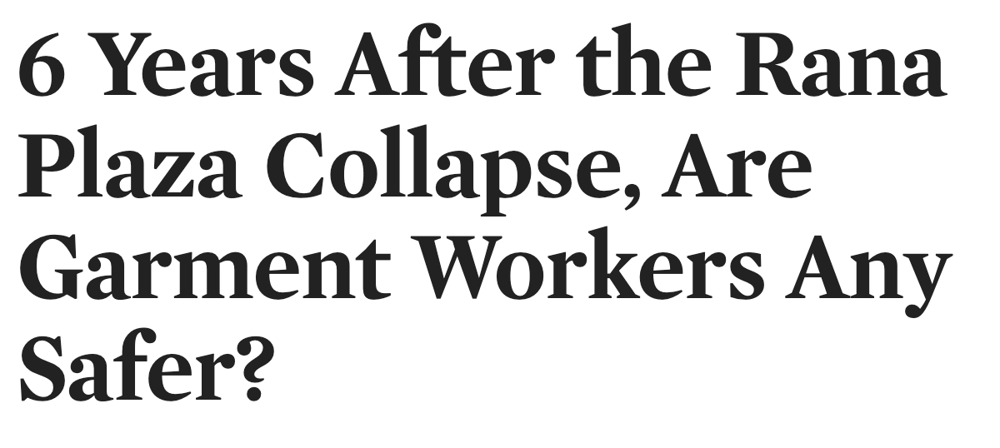 6 Years After the Rana
Plaza Collapse, Are
Garment Workers Any
Safer?